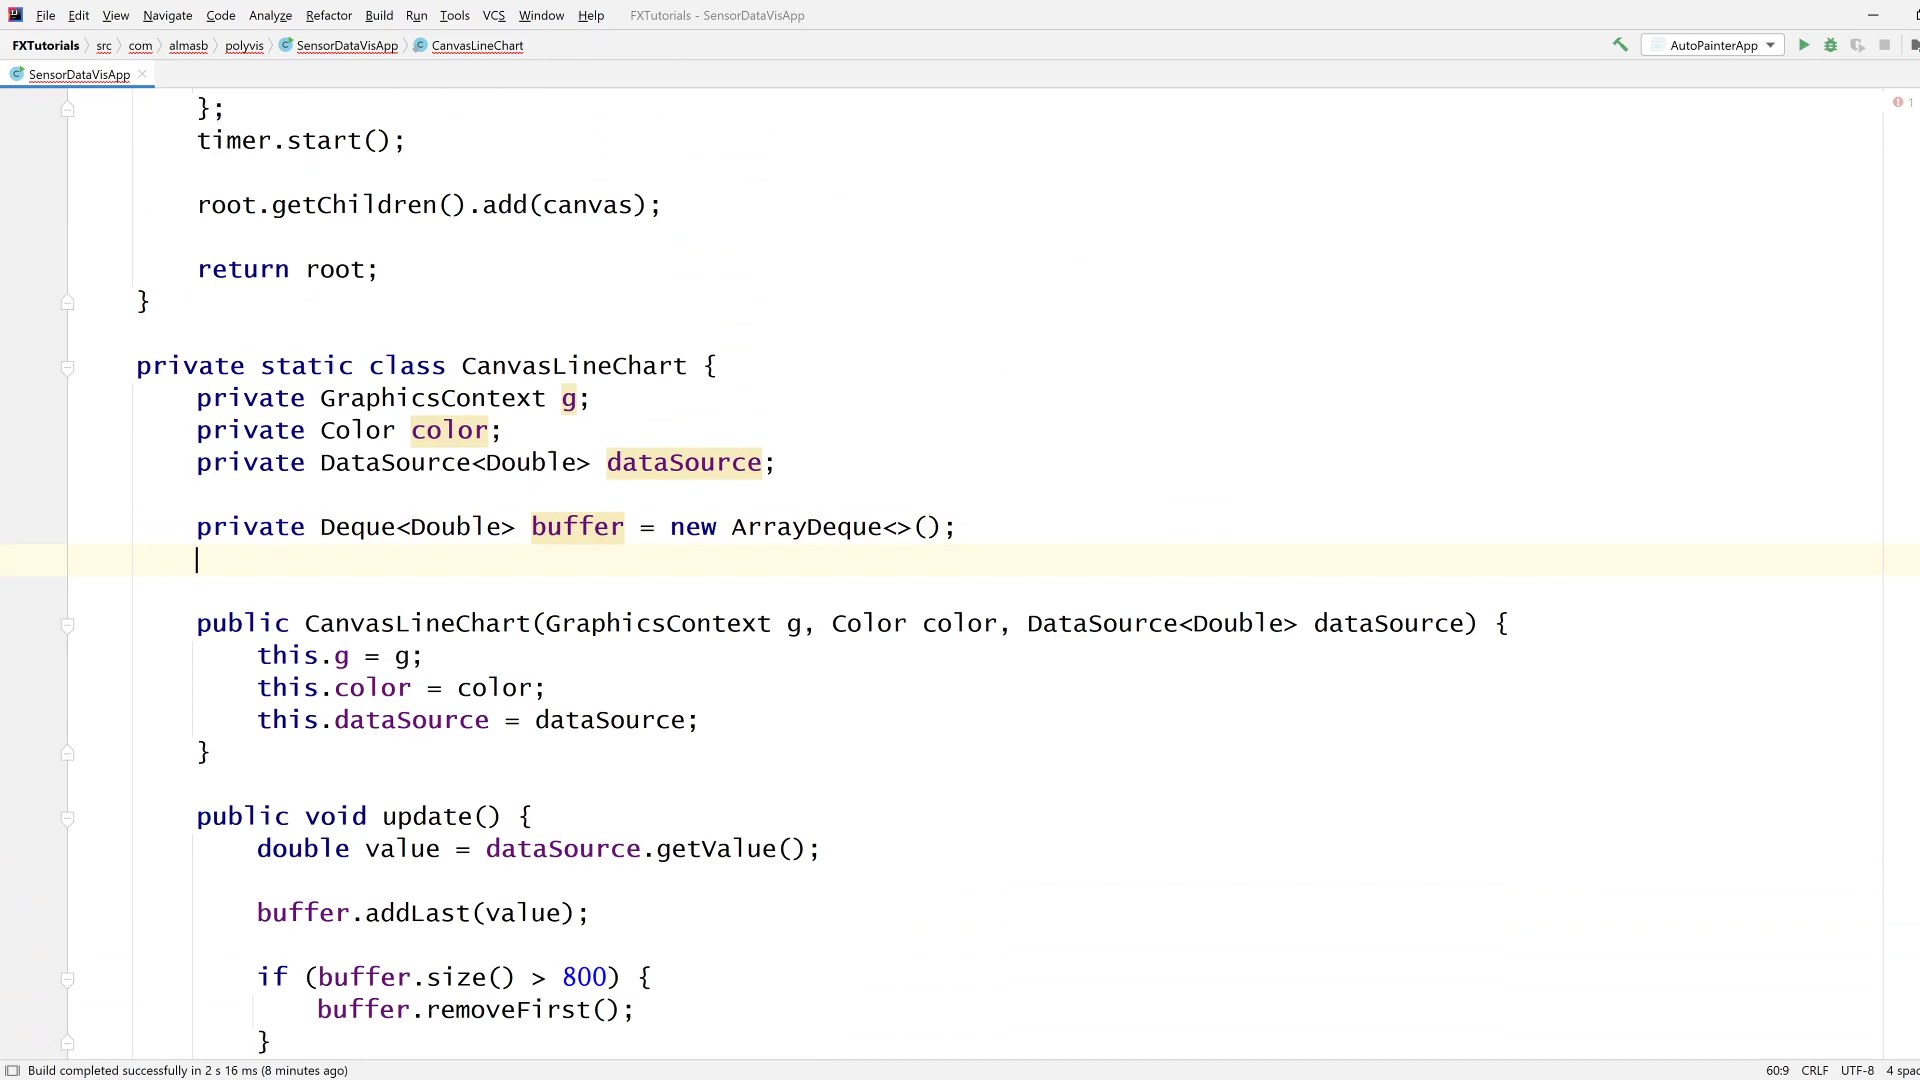 File Edit View Navigate Code Analyze Refactor Build Run Tools VCS Window Help FXTutorials - SensorDataVisApp
FXTutorials src com almasb polyvis SensorDataVisApp CanvasLineChart AutoPainterApp
SensorDataVisApp
1
};
timer.start();
root.getChildren().add(canvas);
return root;
}
private static class CanvasLineChart {
private GraphicsContext g;
private Color color;
private DataSource<Double> dataSource;
private Deque<Double> buffer = new ArrayDeque<>();
public CanvasLineChart(GraphicsContext g, Color color, DataSource<Double> dataSource) {
this.g = g;
this.color = color;
this.dataSource = dataSource;
}
public void update() {
double value = dataSource.getValue();
buffer.addLast(value);
if (buffer.size() > 800) {
buffer.removeFirst();
}
Build completed successfully in 2 s 16 ms (8 minutes ago) 60:9 CRLF UTF-8 4 spac